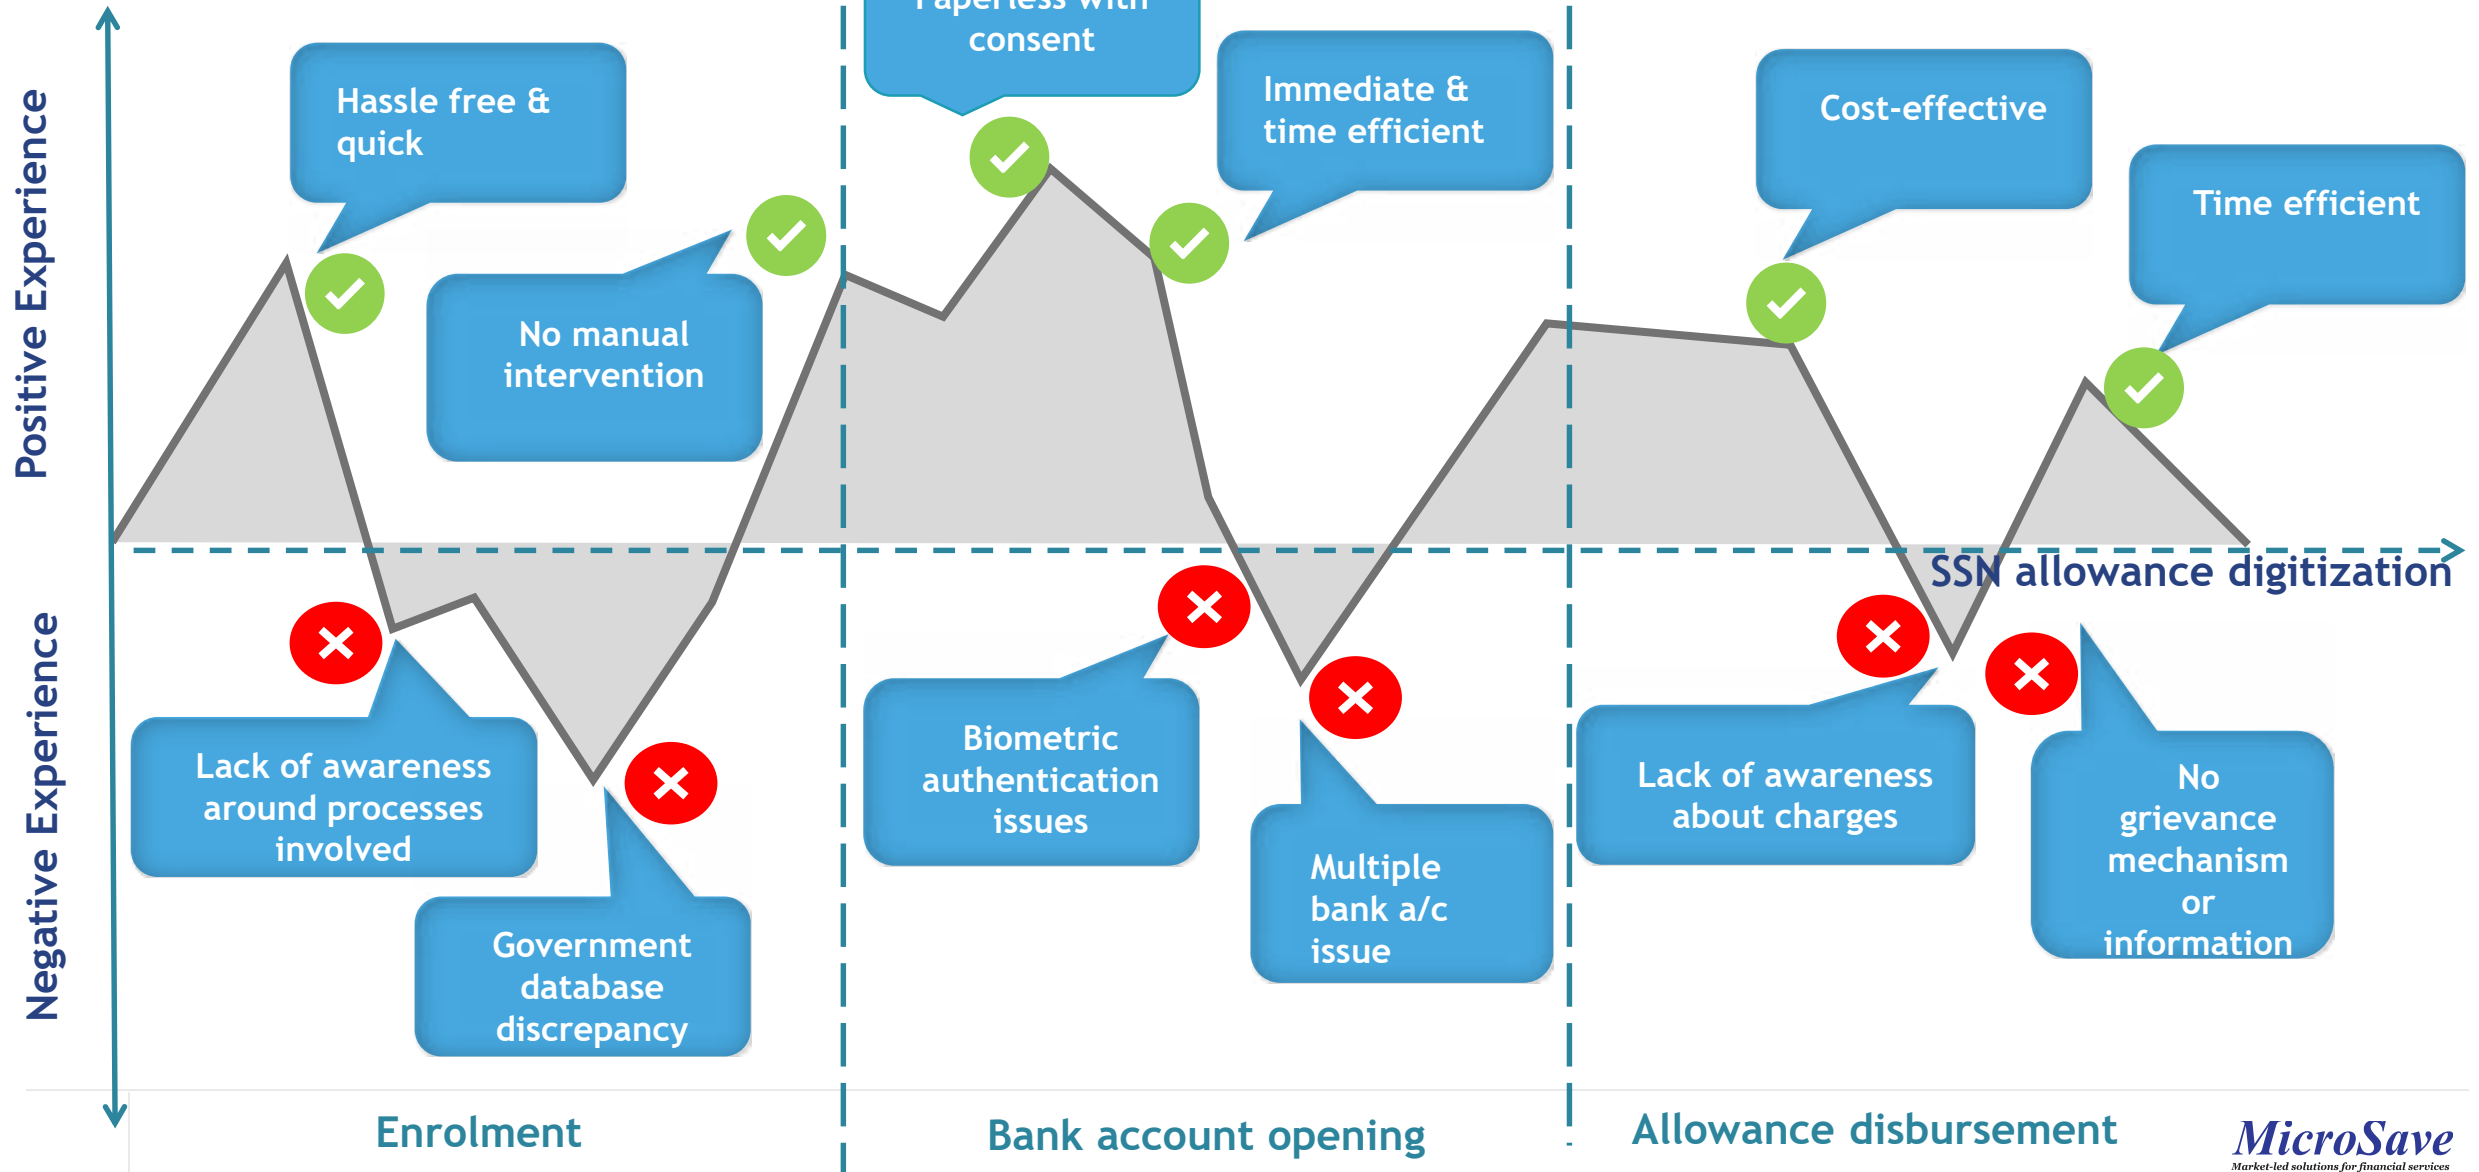 Paperless with
consent
Hassle free &
quick
Immediate &
time efficient
Cost-effective
Time efficient
No manual
intervention
Positive Experience
SSN allowance digitization
Negative Experience
Lack of awareness
around processes
involved
Government
database
discrepancy
Biometric
authentication
issues
Multiple
bank a/c
issue
Lack of awareness
about charges
No
grievance
mechanism
or
information
Enrolment
Bank account opening
Allowance disbursement
MicroSave
Market-led solutions for financial services